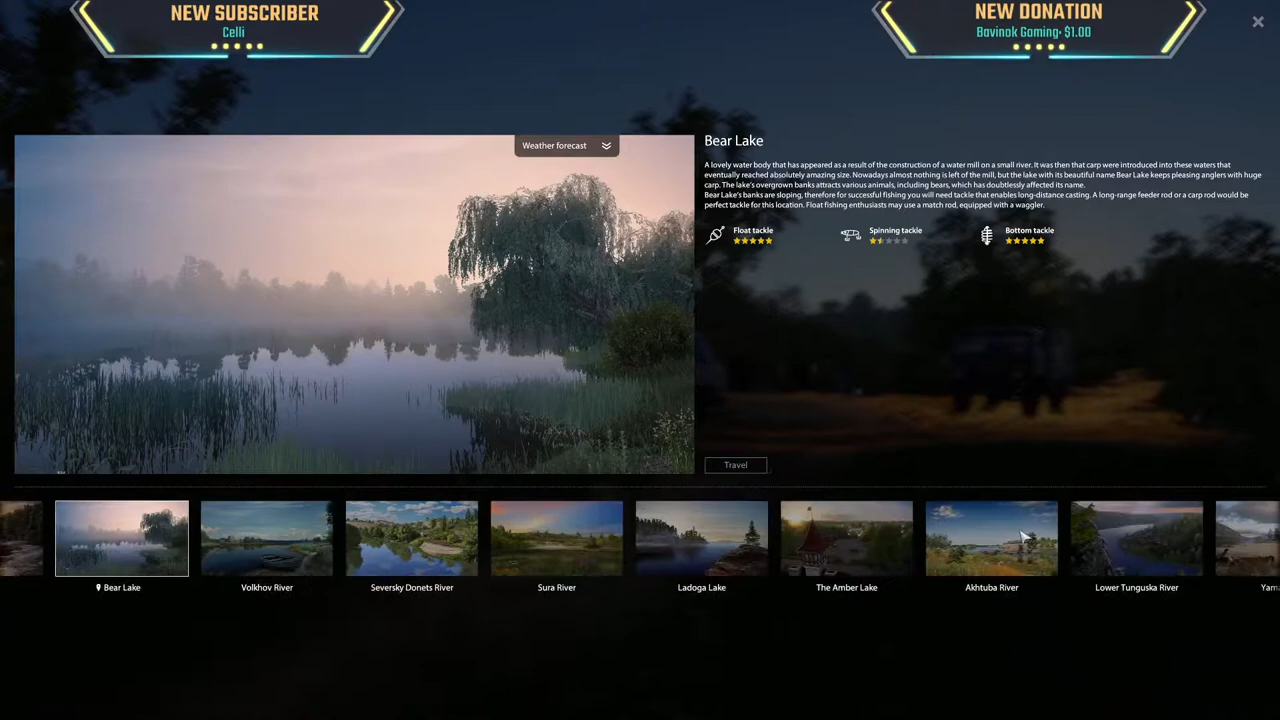 NEW SUBSCRIBER
Celli
NEW DONATION
Bavinok Gaming• $1.00
Weather forecast
Bear Lake
A lovely water body that has appeared as a result of the construction of a water mill on a small river. It was then that carp were introduced into these waters that
eventually reached absolutely amazing size. Nowadays almost nothing is left of the mill, but the lake with its beautiful name Bear Lake keeps pleasing anglers with huge
carp. The lake's overgrown banks attracts various animals, including bears, which has doubtlessly affected its name.
Bear Lake's banks are sloping, therefore for successful fishing you will need tackle that enables long-distance casting. A long-range feeder rod or a carp rod would be
perfect tackle for this location. Float fishing enthusiasts may use a match rod, equipped with a waggler.
Float tackle
Spinning tackle
Bottom tackle
Travel
Bear Lake
Volkhov River
Seversky Donets River
Sura River
Ladoga Lake
The Amber Lake
Akhtuba River
Lower Tunguska River
Yam